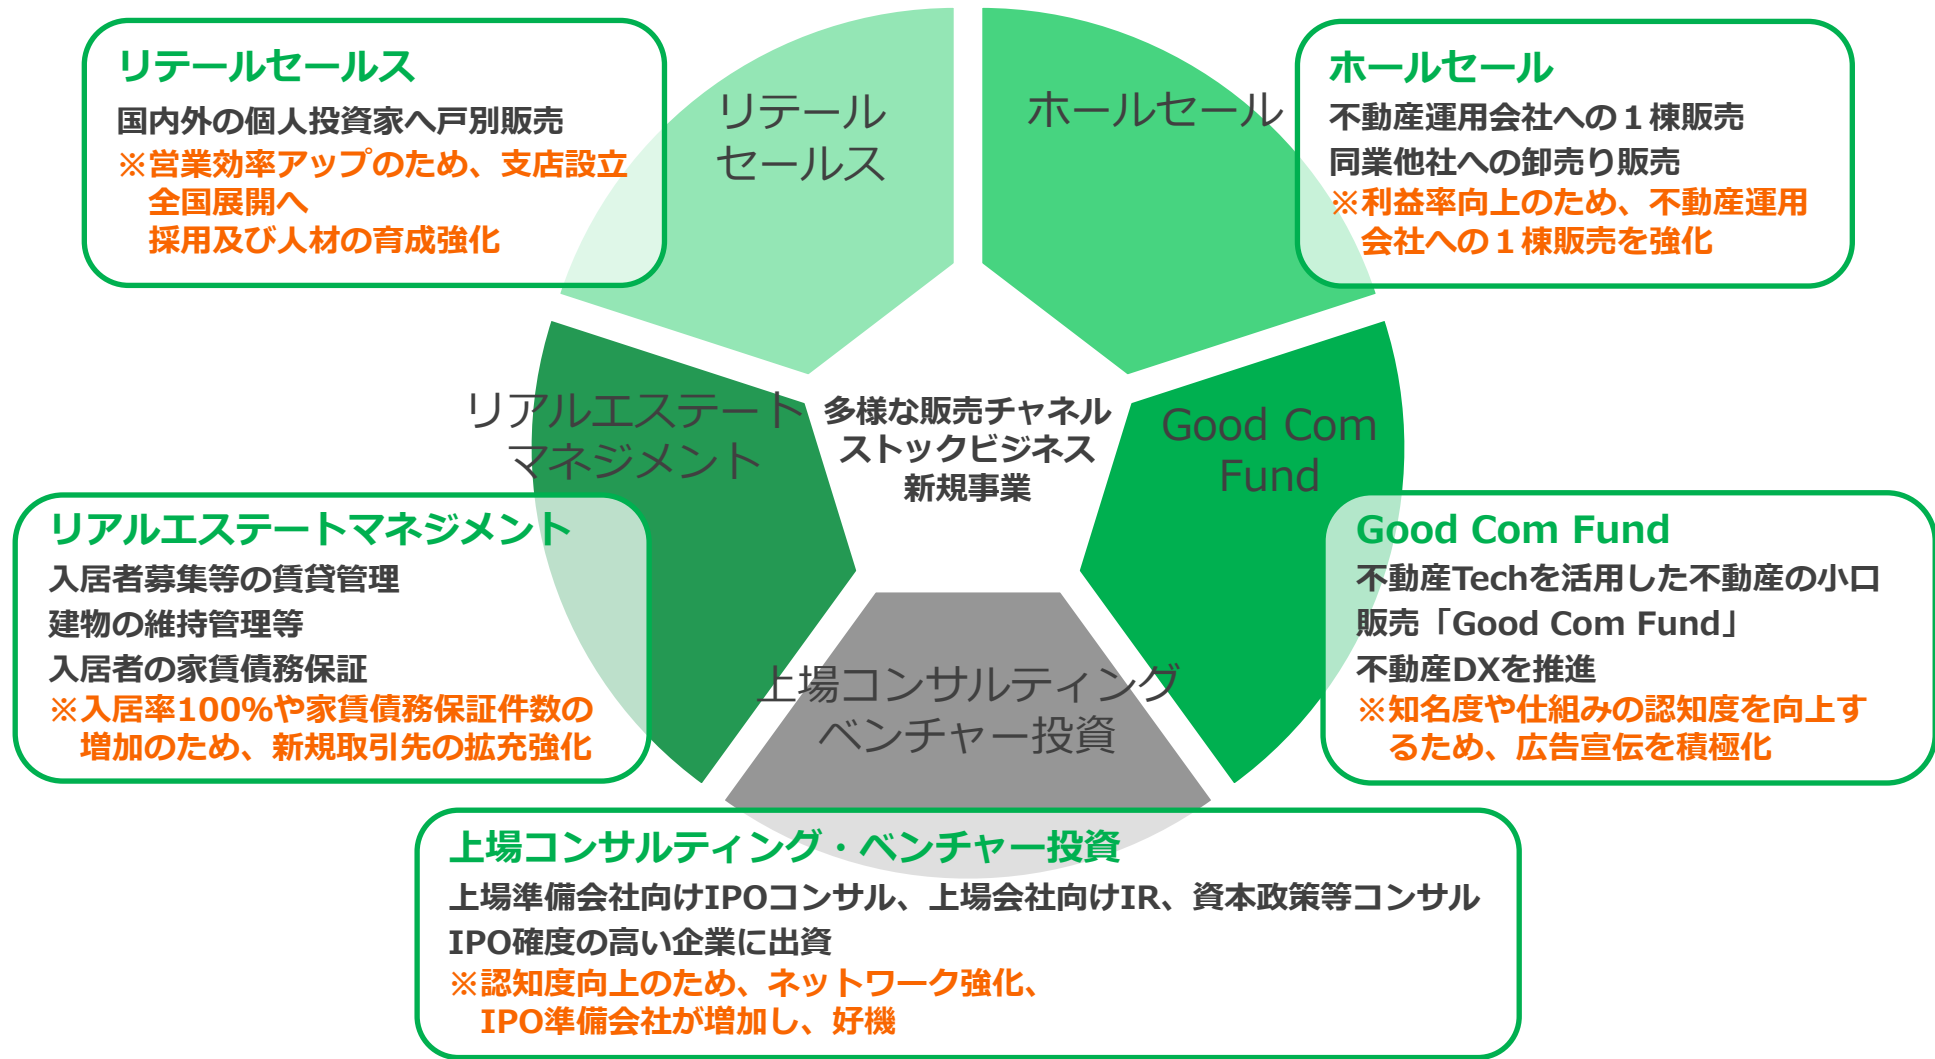 リテールセールス
国内外の個人投資家へ戸別販売
※営業効率アップのため、支店設立
全国展開へ
採用及び人材の育成強化
リテール
セールス
ホールセール
ホールセール
不動産運用会社への１棟販売
同業他社への卸売り販売
※利益率向上のため、不動産運用
会社への１棟販売を強化
リアルエステート
マネジメント
多様な販売チャネル
ストックビジネス
新規事業
Good Com
Fund
リアルエステートマネジメント
入居者募集等の賃貸管理
建物の維持管理等
入居者の家賃債務保証
※入居率100%や家賃債務保証件数の
増加のため、新規取引先の拡充強化
上場コンサルティング
ベンチャー投資
Good Com Fund
不動産Techを活用した不動産の小口
販売「Good Com Fund」
不動産DXを推進
※知名度や仕組みの認知度を向上す
るため、広告宣伝を積極化
上場コンサルティング・ベンチャー投資
上場準備会社向けIPOコンサル、上場会社向けIR、資本政策等コンサル
IPO確度の高い企業に出資
※認知度向上のため、ネットワーク強化、
IPO準備会社が増加し、好機